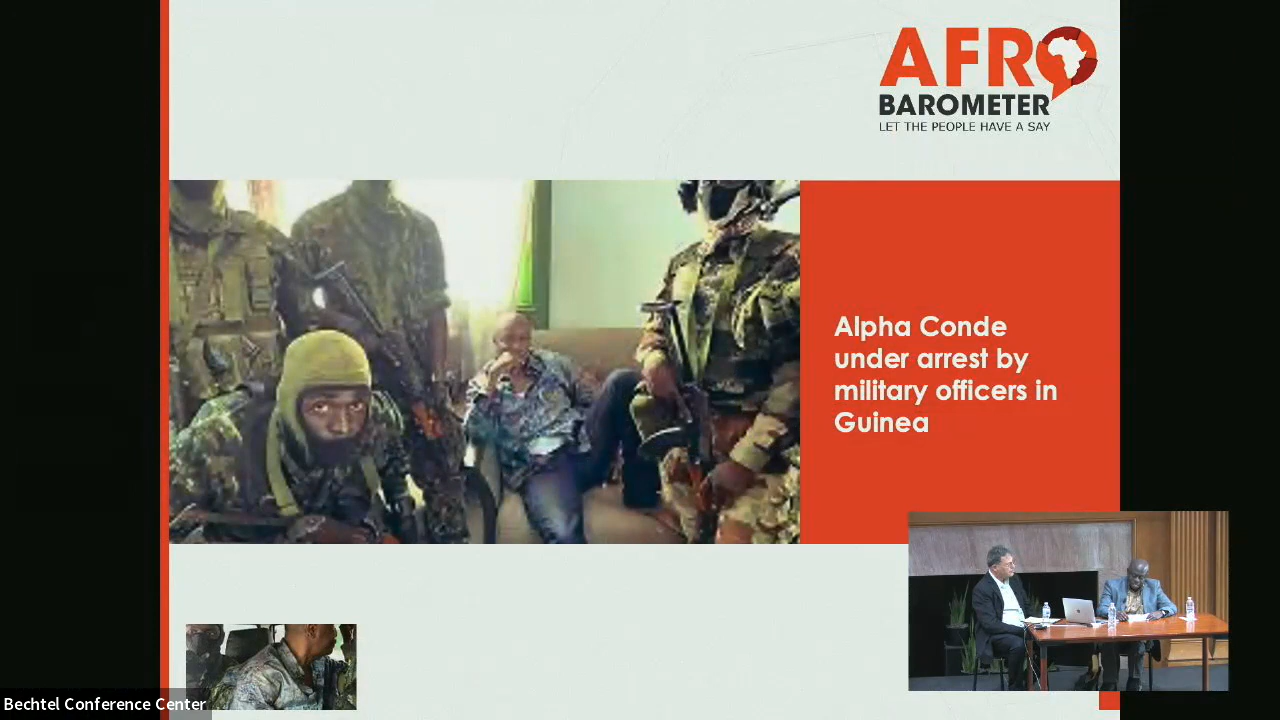 AFRO
BAROMETER
LET THE PEOPLE HAVE A SAY
Alpha Conde
under arrest by
military officers in
Guinea
Bechtel Conference Center